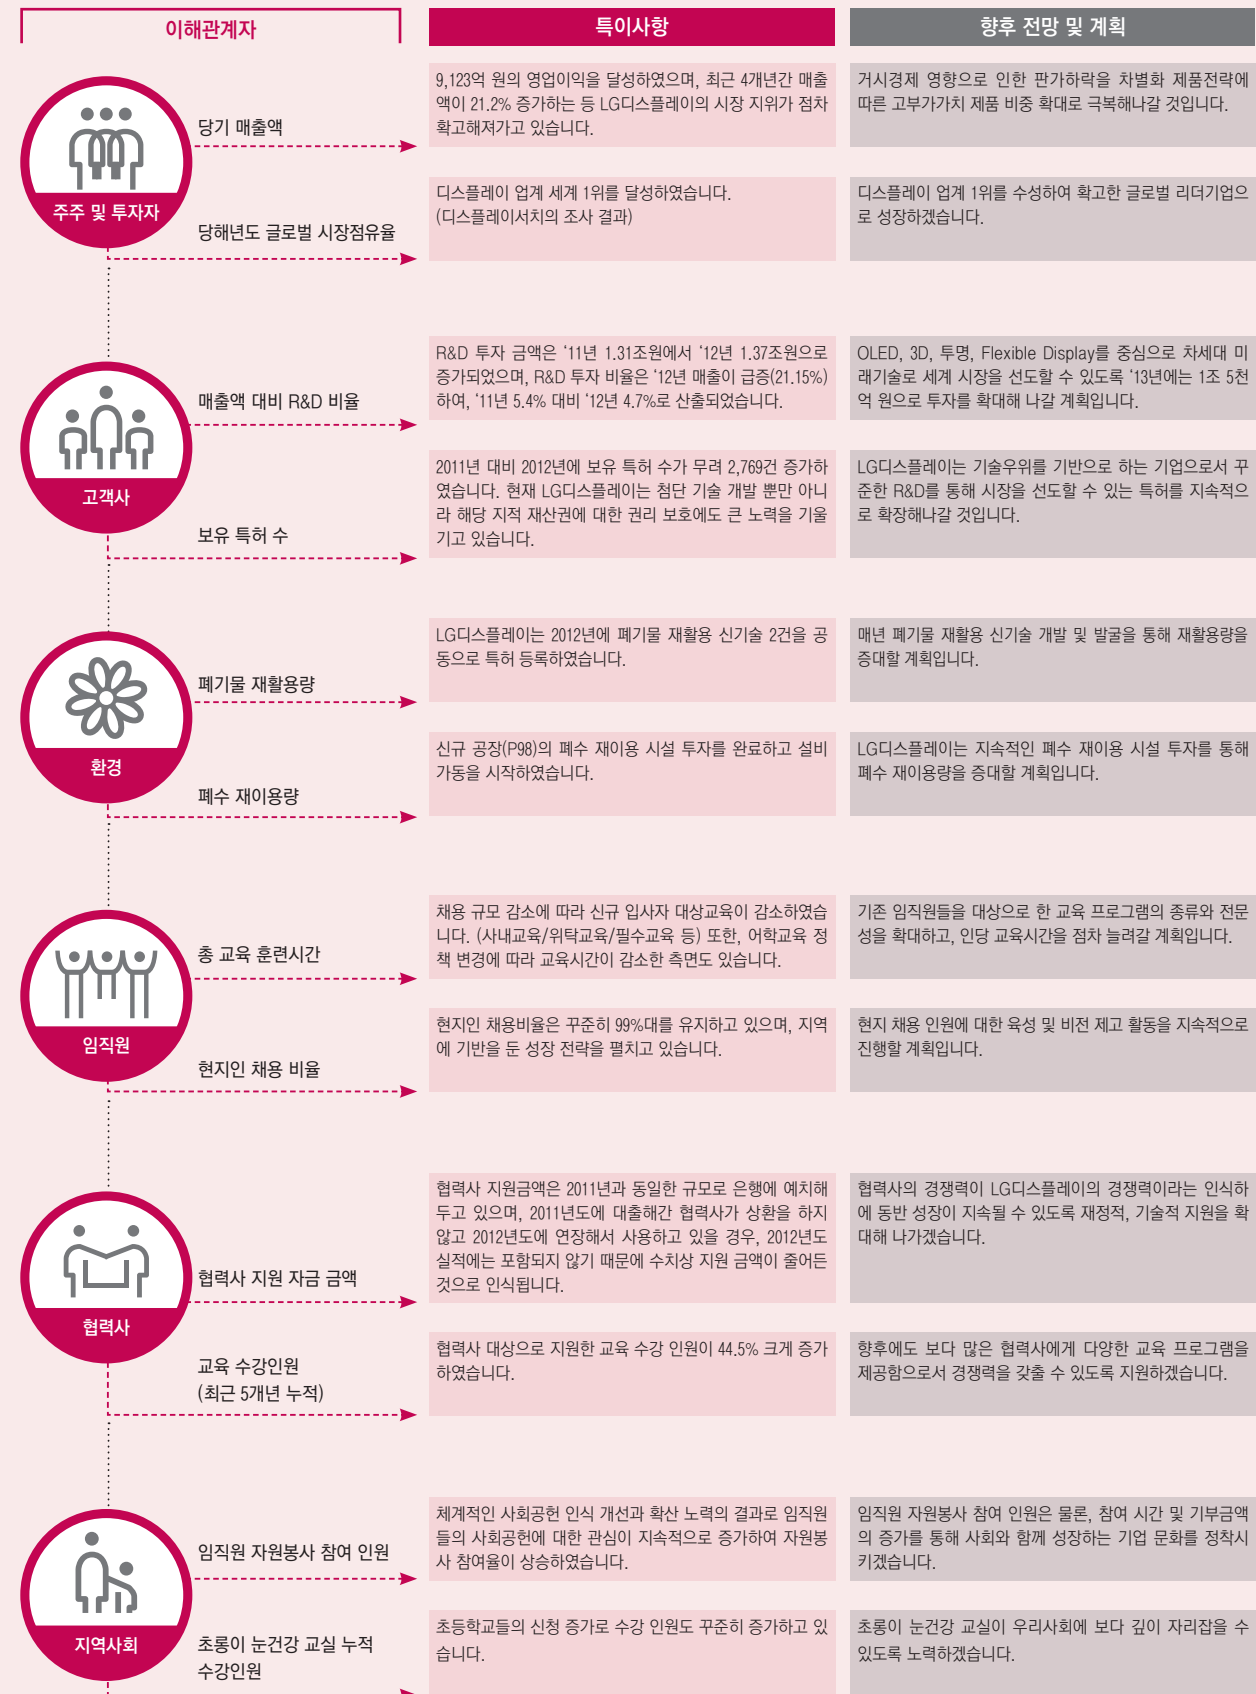 이해관계자
특이사항
향후 전망 및 계획
주주 및 투자자
당기 매출액
9,123억 원의 영업이익을 달성하였으며, 최근 4개년간 매출
액이 21.2% 증가하는 등 LG디스플레이의 시장 지위가 점차
확고해져가고 있습니다.
거시경제 영향으로 인한 판가하락을 차별화 제품전략에
따른 고부가가치 제품 비중 확대로 극복해나갈 것입니다.
당해년도 글로벌 시장점유율
디스플레이 업계 세계 1위를 달성하였습니다.
(디스플레이서치의 조사 결과)
디스플레이 업계 1위를 수성하여 확고한 글로벌 리더기업으
로 성장하겠습니다.
고객사
매출액 대비 R&D 비율
R&D 투자 금액은 ‘11년 1.31조원에서 ‘12년 1.37조원으로
증가되었으며, R&D 투자 비율은 ‘12년 매출이 급증(21.15%)
하여, ‘11년 5.4% 대비 ‘12년 4.7%로 산출되었습니다.
OLED, 3D, 투명, Flexible Display를 중심으로 차세대 미
래기술로 세계 시장을 선도할 수 있도록 ‘13년에는 1조 5천
억 원으로 투자를 확대해 나갈 계획입니다.
보유 특허 수
2011년 대비 2012년에 보유 특허 수가 무려 2,769건 증가하
였습니다. 현재 LG디스플레이는 첨단 기술 개발 뿐만 아니
라 해당 지적 재산권에 대한 권리 보호에도 큰 노력을 기울
기고 있습니다.
LG디스플레이는 기술우위를 기반으로 하는 기업으로서 꾸
준한 R&D를 통해 시장을 선도할 수 있는 특허를 지속적으
로 확장해나갈 것입니다.
환경
폐기물 재활용량
LG디스플레이는 2012년에 폐기물 재활용 신기술 2건을 공
동으로 특허 등록하였습니다.
매년 폐기물 재활용 신기술 개발 및 발굴을 통해 재활용량을
증대할 계획입니다.
폐수 재이용량
신규 공장(P98)의 폐수 재이용 시설 투자를 완료하고 설비
가동을 시작하였습니다.
LG디스플레이는 지속적인 폐수 재이용 시설 투자를 통해
폐수 재이용량을 증대할 계획입니다.
임직원
총 교육 훈련시간
채용 규모 감소에 따라 신규 입사자 대상교육이 감소하였습
니다. (사내교육/위탁교육/필수교육 등) 또한, 어학교육 정
책 변경에 따라 교육시간이 감소한 측면도 있습니다.
기존 임직원들을 대상으로 한 교육 프로그램의 종류와 전문
성을 확대하고, 인당 교육시간을 점차 늘려갈 계획입니다.
현지인 채용 비율
현지인 채용비율은 꾸준히 99%대를 유지하고 있으며, 지역
에 기반을 둔 성장 전략을 펼치고 있습니다.
현지 채용 인원에 대한 육성 및 비전 제고 활동을 지속적으로
진행할 계획입니다.
협력사
협력사 지원 자금 금액
협력사 지원금액은 2011년과 동일한 규모로 은행에 예치해
두고 있으며, 2011년도에 대출해간 협력사가 상환을 하지
않고 2012년도에 연장해서 사용하고 있을 경우, 2012년도
실적에는 포함되지 않기 때문에 수치상 지원 금액이 줄어든
것으로 인식됩니다.
협력사의 경쟁력이 LG디스플레이의 경쟁력이라는 인식하
에 동반 성장이 지속될 수 있도록 재정적, 기술적 지원을 확
대해 나가겠습니다.
교육 수강인원
(최근 5개년 누적)
협력사 대상으로 지원한 교육 수강 인원이 44.5% 크게 증가
하였습니다.
향후에도 보다 많은 협력사에게 다양한 교육 프로그램을
제공함으로서 경쟁력을 갖출 수 있도록 지원하겠습니다.
지역사회
임직원 자원봉사 참여 인원
체계적인 사회공헌 인식 개선과 확산 노력의 결과로 임직원
들의 사회공헌에 대한 관심이 지속적으로 증가하여 자원봉
사 참여율이 상승하였습니다.
임직원 자원봉사 참여 인원은 물론, 참여 시간 및 기부금액
의 증가를 통해 사회와 함께 성장하는 기업 문화를 정착시
키겠습니다.
초롱이 눈건강 교실 누적
수강인원
초등학교들의 신청 증가로 수강 인원도 꾸준히 증가하고 있
습니다.
초롱이 눈건강 교실이 우리사회에 보다 깊이 자리잡을 수
있도록 노력하겠습니다.